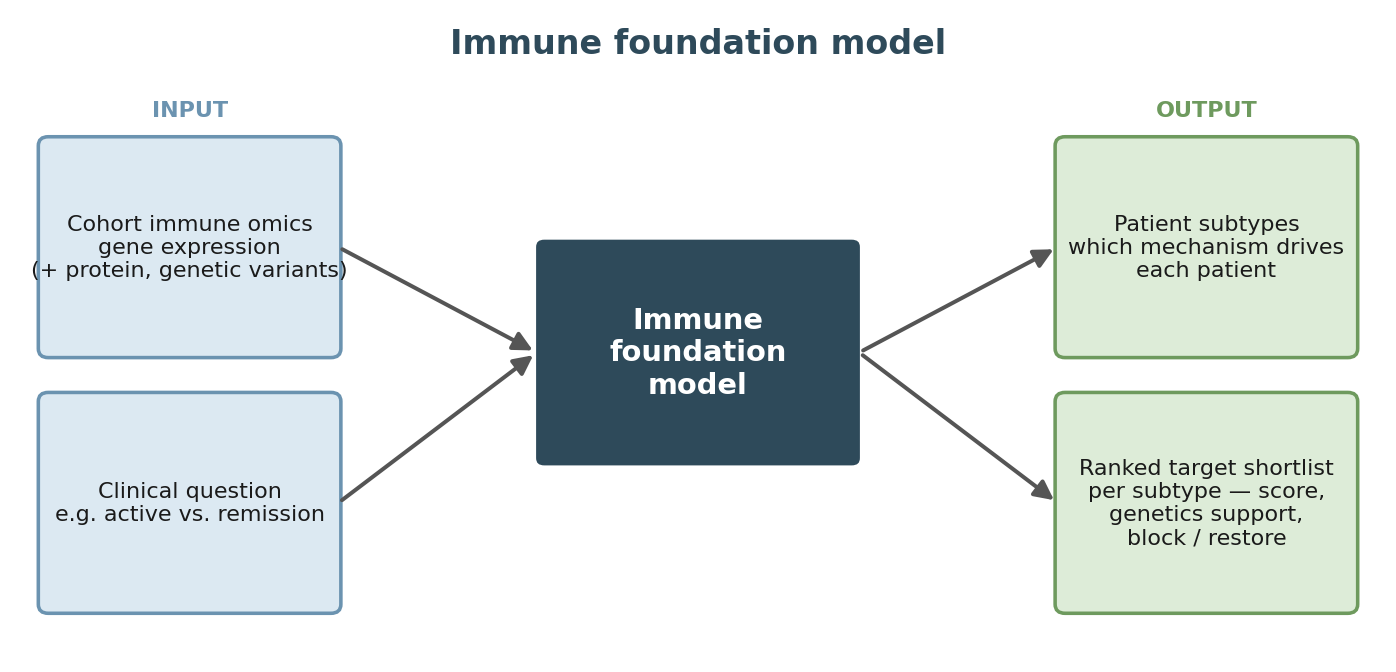 Immune foundation model
INPUT
OUTPUT
Cohort immune omics
gene expression
(+ protein, genetic variants)
Clinical question
e.g. active vs. remission
Immune
foundation
model
Patient subtypes
which mechanism drives
each patient
Ranked target shortlist
per subtype — score,
genetics support,
block / restore